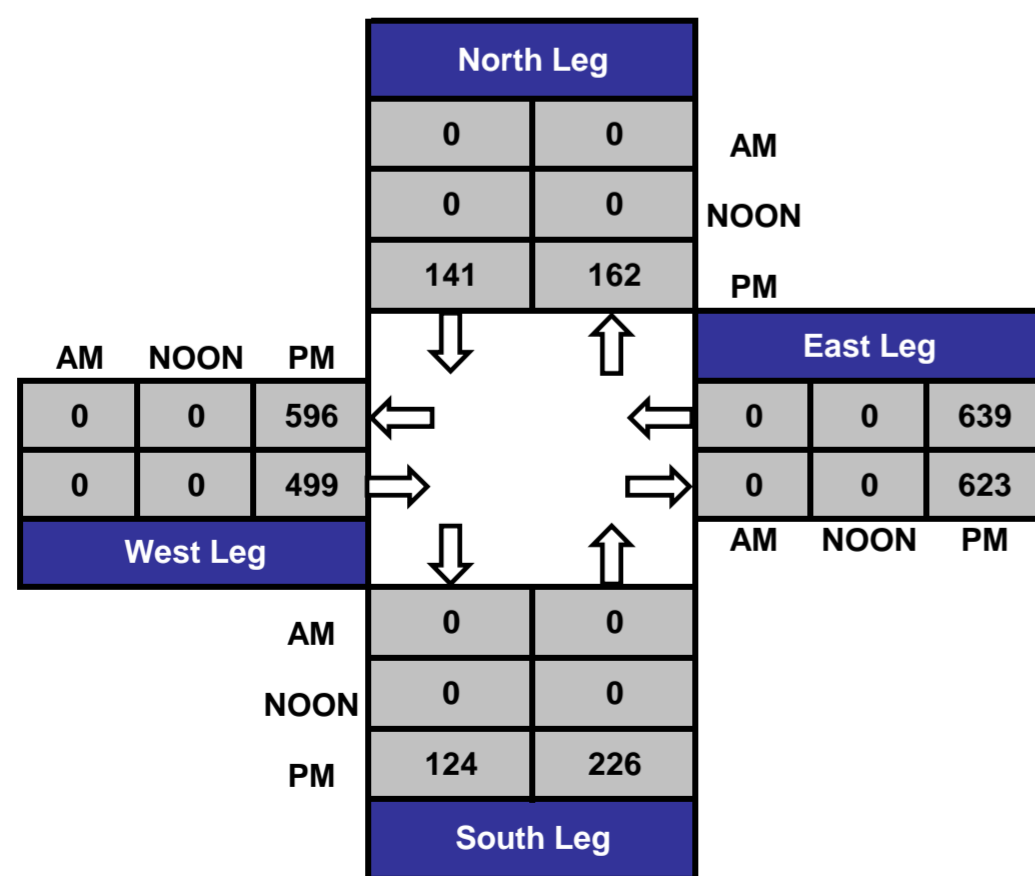 North Leg
0 0 AM
0 0 NOON
141 162 PM
East Leg
AM NOON PM
0 0 596
0 0 639
0 0 499
0 0 623
West Leg
AM NOON PM
AM 0 0
NOON 0 0
PM 124 226
South Leg